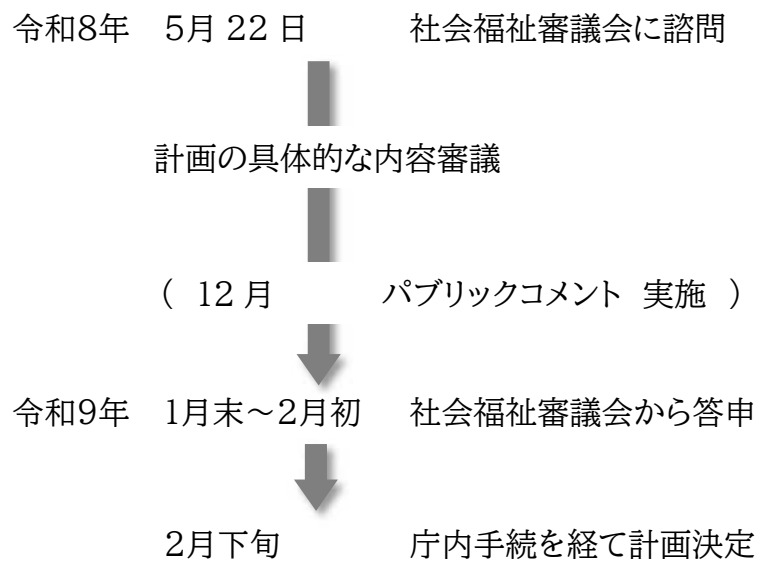 令和8年 5月 22 日 社会福祉審議会に諮問
計画の具体的な内容審議
( 12 月 パブリックコメント 実施 )
令和9年 1月末~2月初 社会福祉審議会から答申
2月下旬 庁内手続を経て計画決定